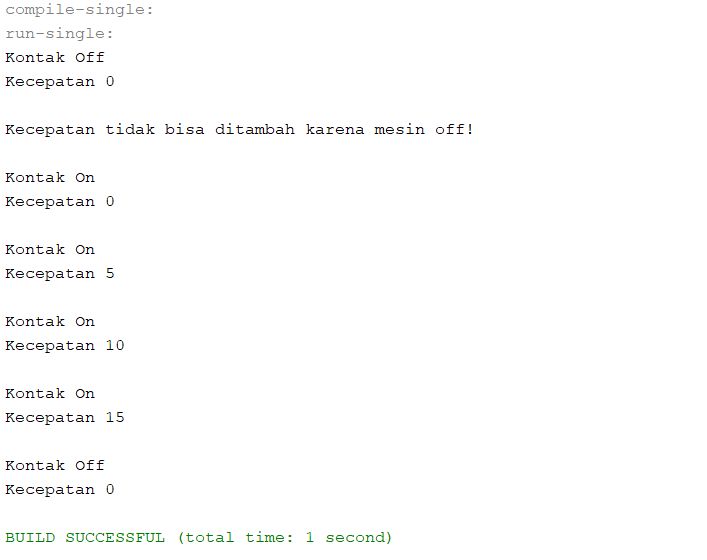 compile-single:
run-single:
Kontak Off
Kecepatan 0
Kecepatan tidak bisa ditambah karena mesin off!
Kontak On
Kecepatan 0
Kontak On
Kecepatan 5
Kontak On
Kecepatan 10
Kontak On
Kecepatan 15
Kontak Off
Kecepatan 0
BUILD SUCCESSFUL (total time: 1 second)